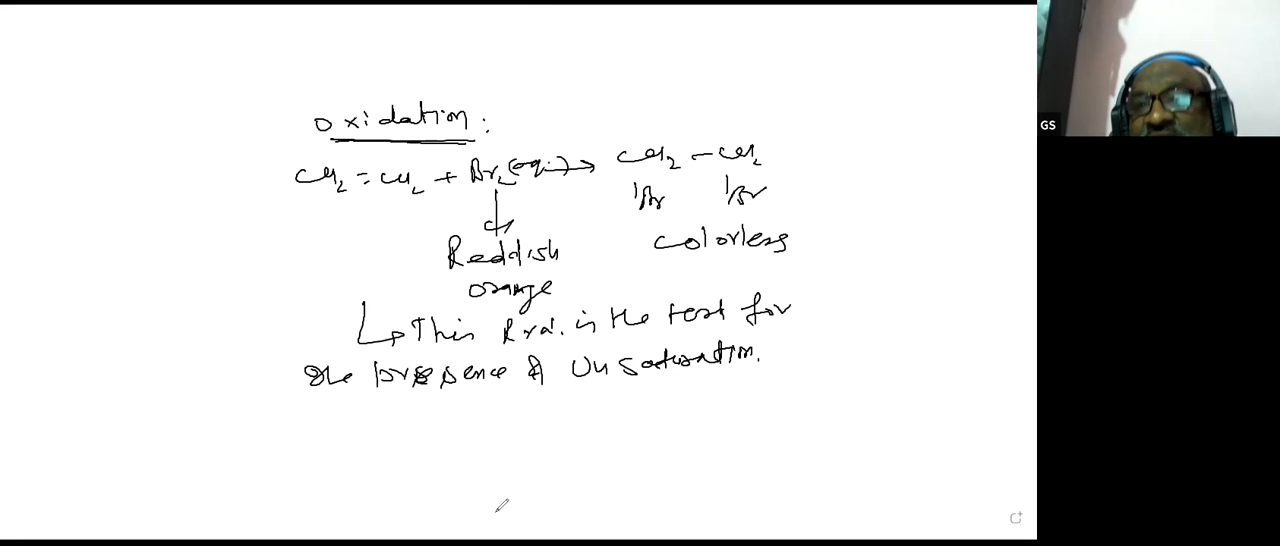 Oxidation:
CH₂=CH₂ + Br₂(aq.) → CH₂-CH₂
Br Br
Reddish colorless
orange
↳ This Rxn. is the test for
the presence of Unsaturation.
GS